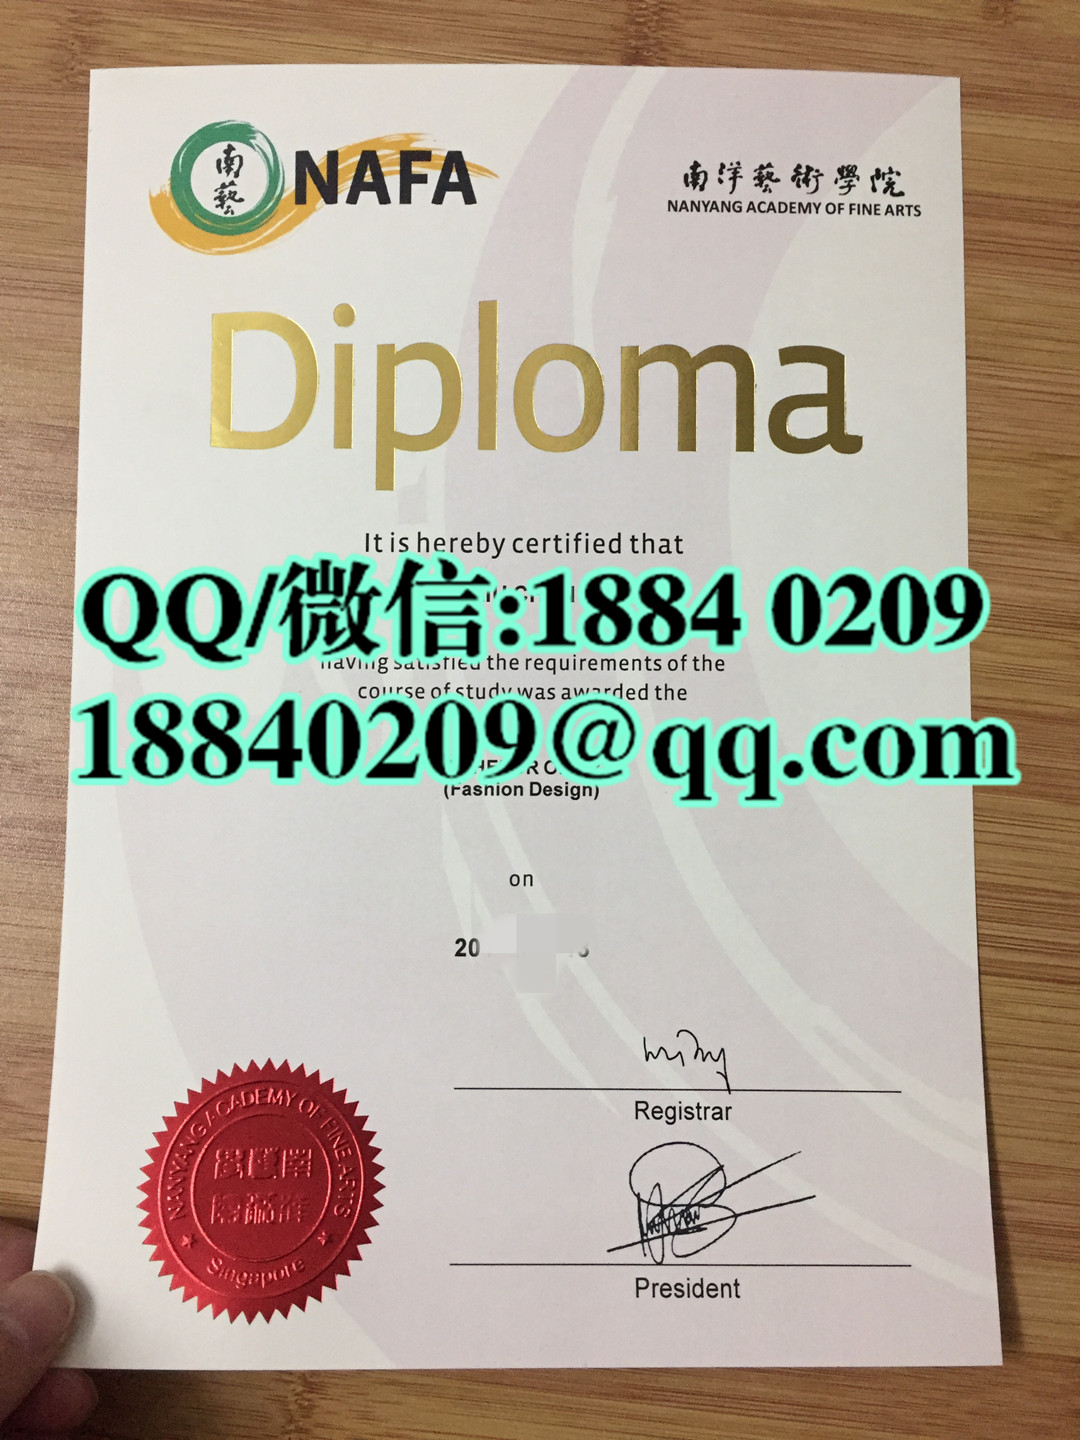 南藝 NAFA
南洋藝術學院
NANYANG ACADEMY OF FINE ARTS
Diploma
It is hereby certified that
QQ/微信:1884 0209
having satisfied the requirements of the
course of study was awarded the
18840209@qq.com
(Fashion Design)
on
20
Registrar
President
NANYANG ACADEMY OF FINE ARTS
Singapore